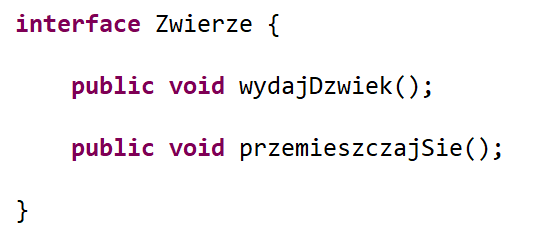 interface Zwierze {
public void wydajDzwiek();
public void przemieszczajSie();
}